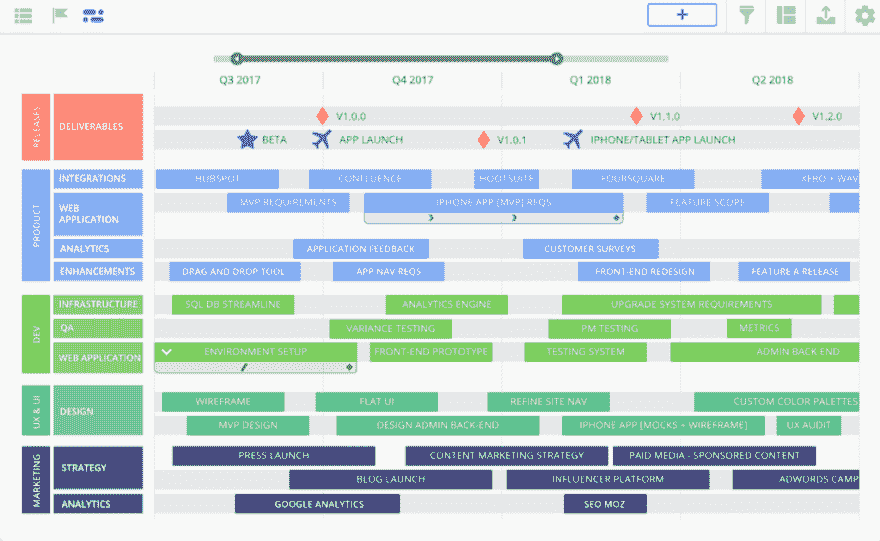 Q3 2017 Q4 2017 Q1 2018 Q2 2018
RELEASES
DELIVERABLES
V1.0.0 V1.1.0 V1.2.0
BETA APP LAUNCH V1.0.1 IPHONE/TABLET APP LAUNCH
PRODUCT
INTEGRATIONS HUBSPOT CONFLUENCE HOOTSUITE FOURSQUARE XERO + WAV
WEB APPLICATION MVP REQUIREMENTS IPHONE APP [MVP] REQS FEATURE SCOPE
ANALYTICS APPLICATION FEEDBACK CUSTOMER SURVEYS
ENHANCEMENTS DRAG AND DROP TOOL APP NAV REQS FRONT-END REDESIGN FEATURE A RELEASE
DEV
INFRASTRUCTURE SQL DB STREAMLINE ANALYTICS ENGINE UPGRADE SYSTEM REQUIREMENTS
QA VARIANCE TESTING PM TESTING METRICS
WEB APPLICATION ENVIRONMENT SETUP FRONT-END PROTOTYPE TESTING SYSTEM ADMIN BACK END
UX & UI
DESIGN
WIREFRAME FLAT UI REFINE SITE NAV CUSTOM COLOR PALETTES
MVP DESIGN DESIGN ADMIN BACK-END IPHONE APP [MOCKS + WIREFRAME] UX AUDIT
MARKETING
STRATEGY
PRESS LAUNCH CONTENT MARKETING STRATEGY PAID MEDIA - SPONSORED CONTENT
BLOG LAUNCH INFLUENCER PLATFORM ADWORDS CAMP
ANALYTICS GOOGLE ANALYTICS SEO MOZ